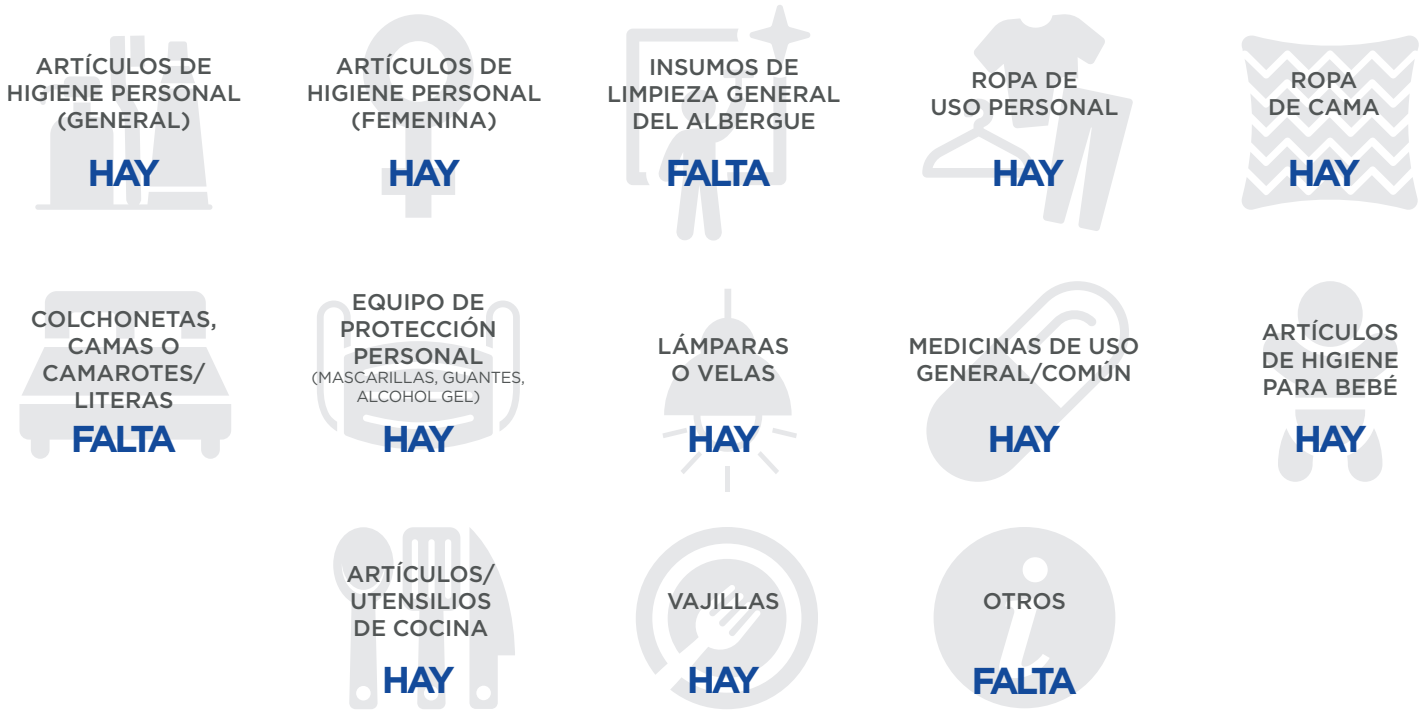 ARTÍCULOS DE
HIGIENE PERSONAL
(GENERAL)
HAY
ARTÍCULOS DE
HIGIENE PERSONAL
(FEMENINA)
HAY
INSUMOS DE
LIMPIEZA GENERAL
DEL ALBERGUE
FALTA
ROPA DE
USO PERSONAL
HAY
ROPA
DE CAMA
HAY
COLCHONETAS,
CAMAS O
CAMAROTES/
LITERAS
FALTA
EQUIPO DE
PROTECCIÓN
PERSONAL
(MASCARILLAS, GUANTES,
ALCOHOL GEL)
HAY
LÁMPARAS
O VELAS
HAY
MEDICINAS DE USO
GENERAL/COMÚN
HAY
ARTÍCULOS
DE HIGIENE
PARA BEBÉ
HAY
ARTÍCULOS/
UTENSILIOS
DE COCINA
HAY
VAJILLAS
HAY
OTROS
FALTA